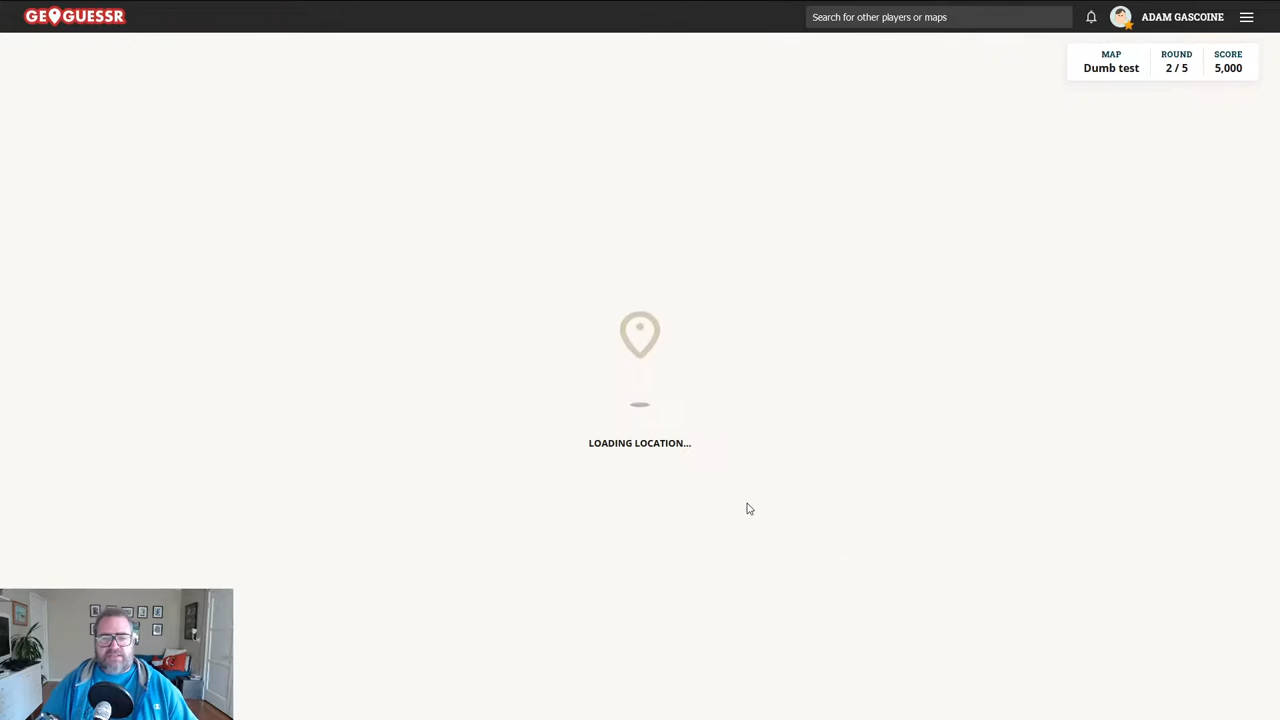 GEOGUESSR
Search for other players or maps
ADAM GASCOINE
MAP
Dumb test
ROUND
2 / 5
SCORE
5,000
LOADING LOCATION...